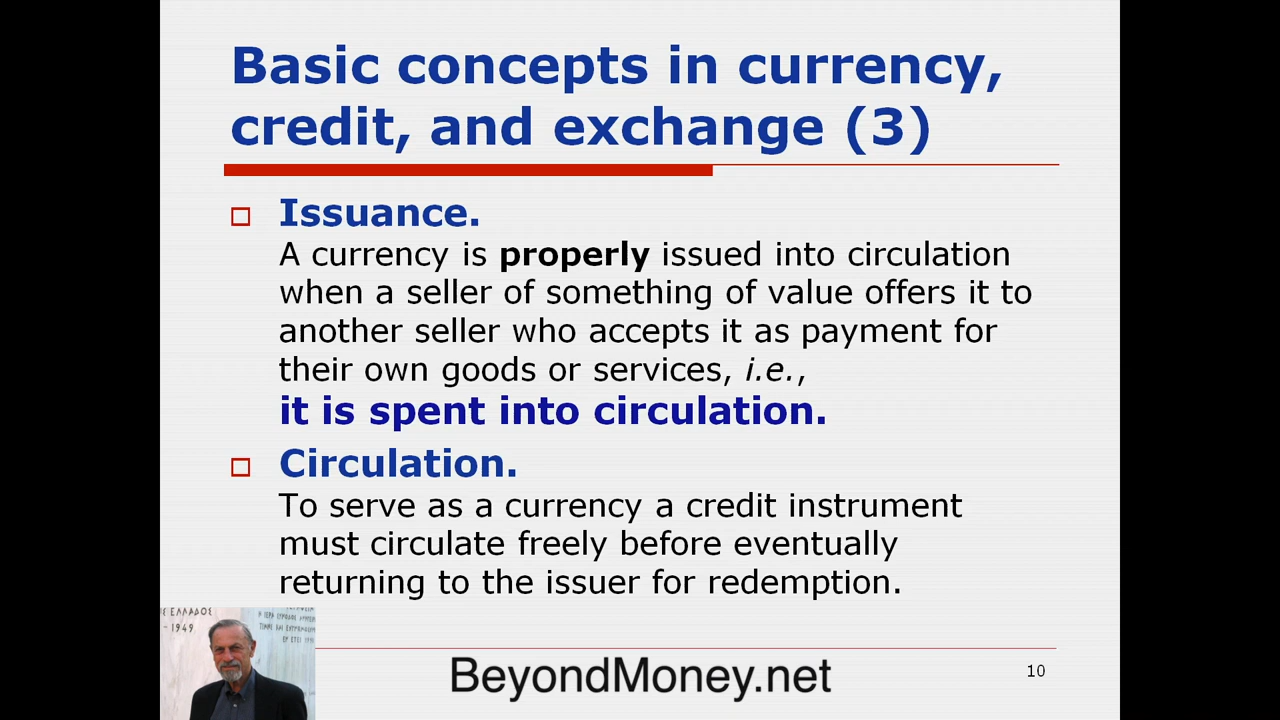 Basic concepts in currency,
credit, and exchange (3)
Issuance.
A currency is properly issued into circulation
when a seller of something of value offers it to
another seller who accepts it as payment for
their own goods or services, i.e.,
it is spent into circulation.
Circulation.
To serve as a currency a credit instrument
must circulate freely before eventually
returning to the issuer for redemption.
ΕΛΛΑΔΟΣ
- 1949
BeyondMoney.net
10